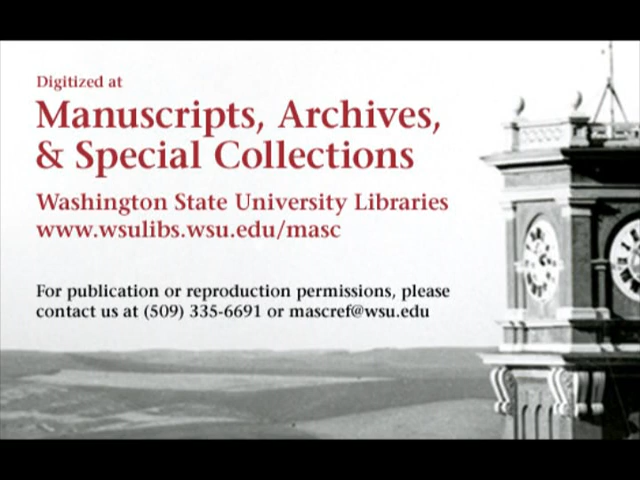 Digitized at
Manuscripts, Archives,
& Special Collections
Washington State University Libraries
www.wsulibs.wsu.edu/masc
For publication or reproduction permissions, please
contact us at (509) 335-6691 or mascref@wsu.edu